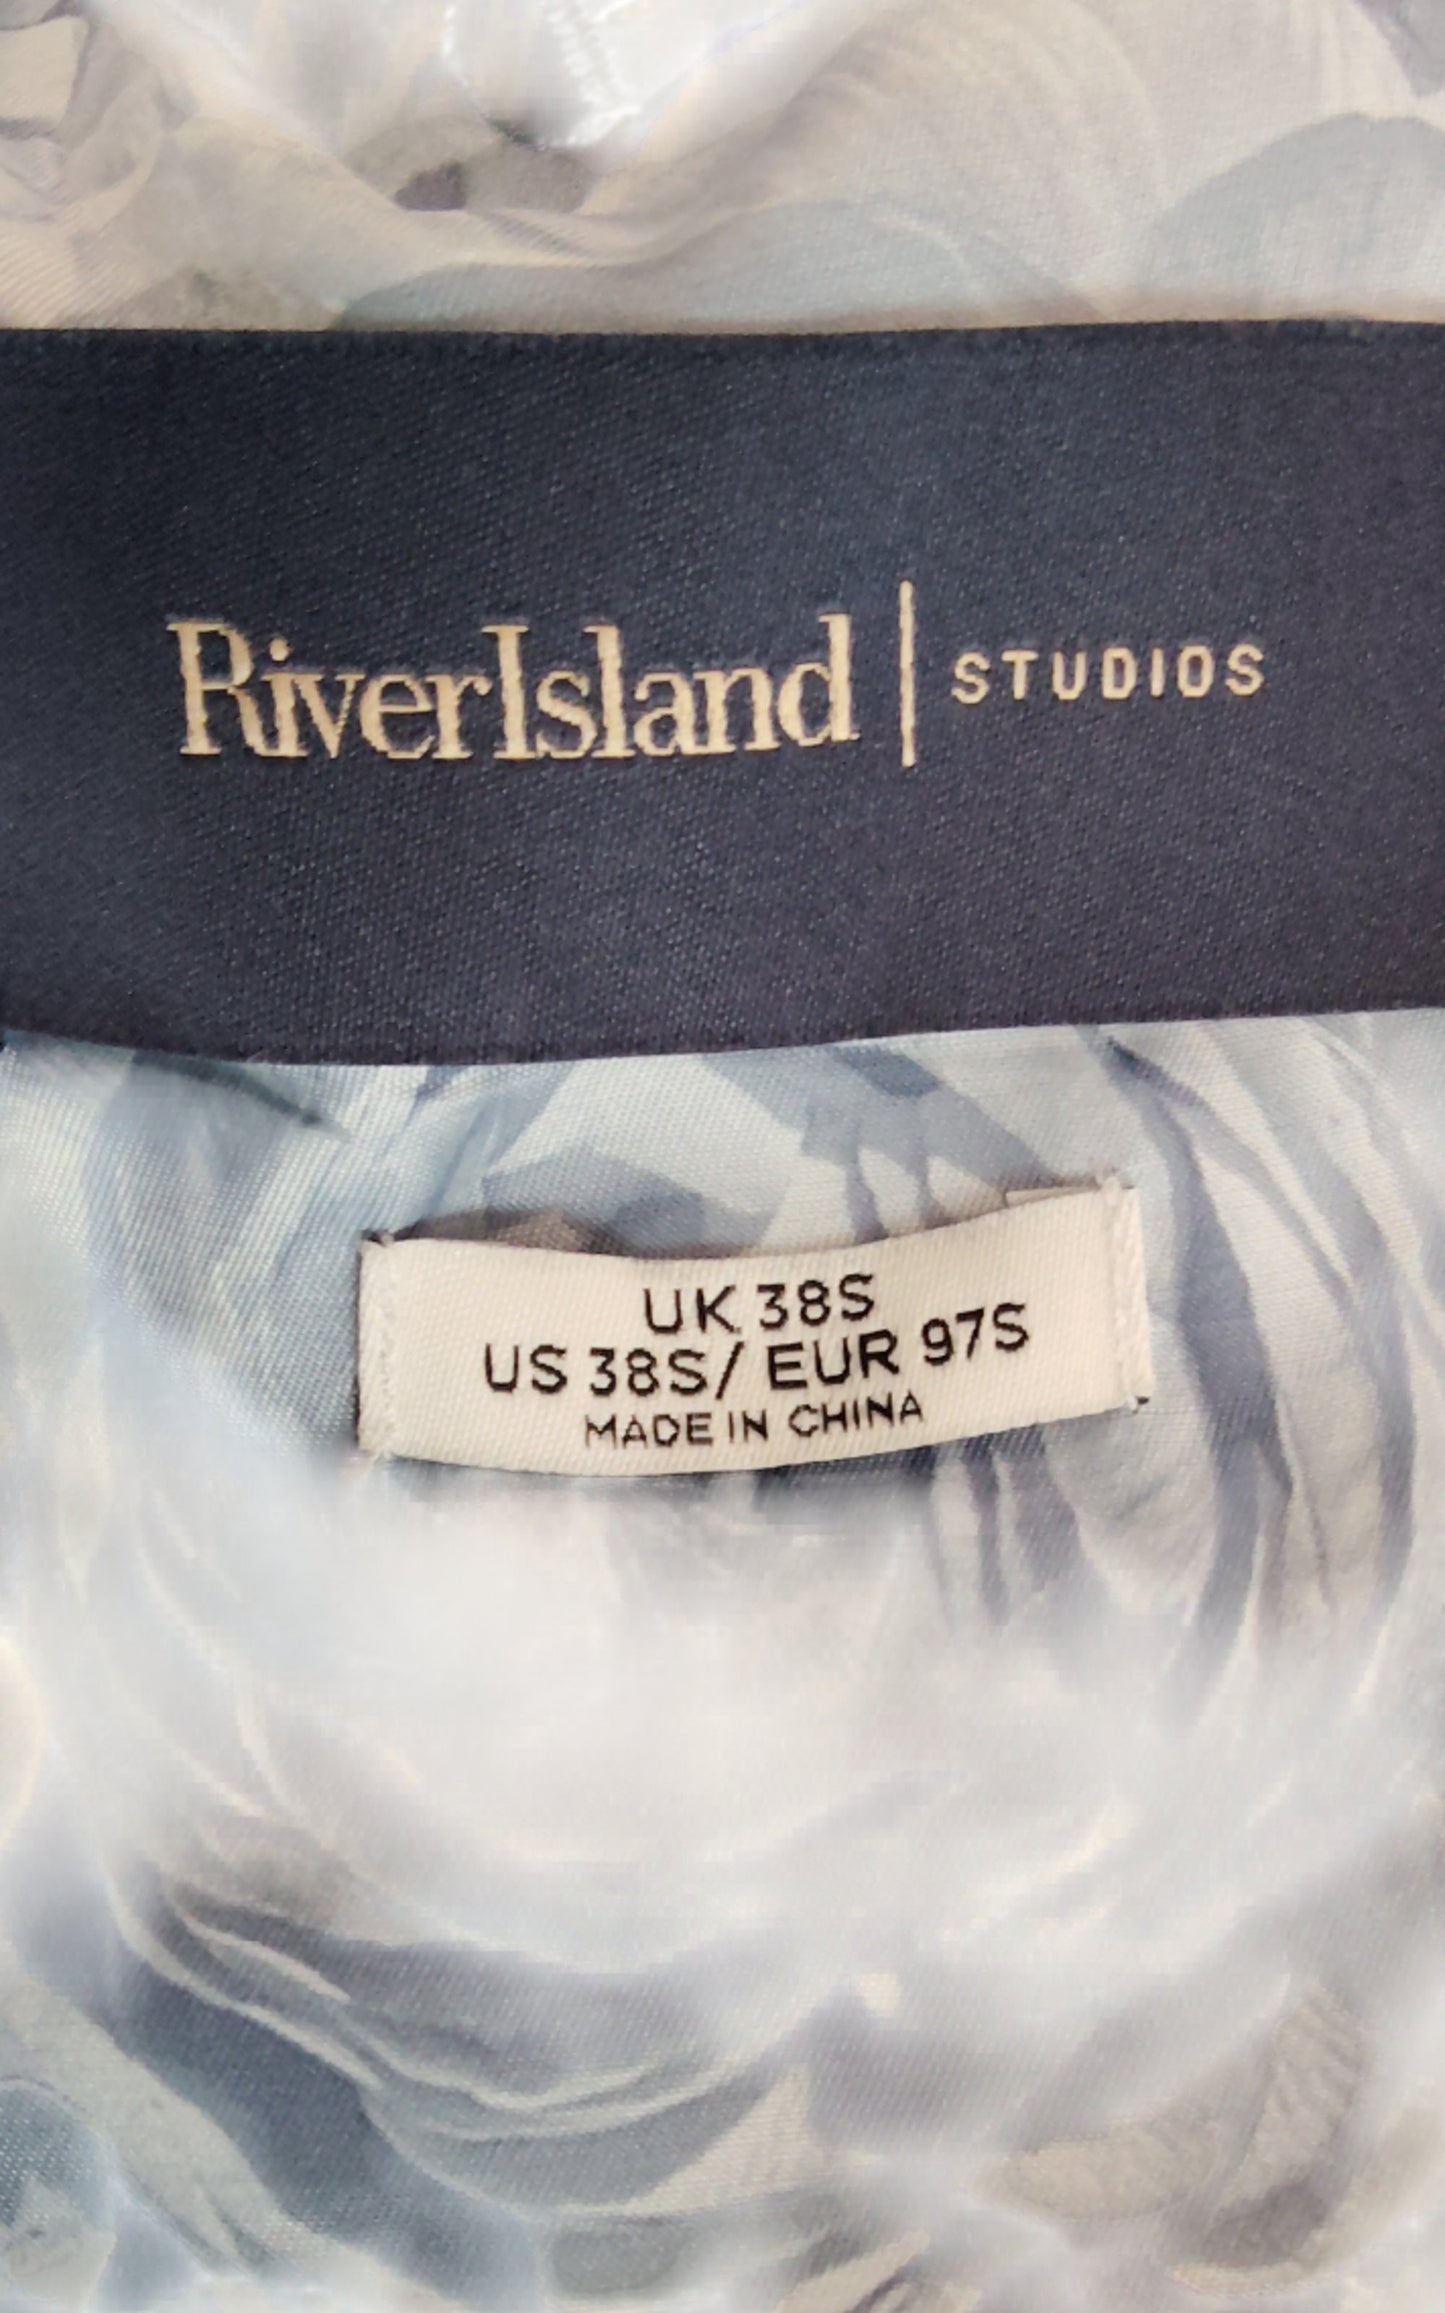 RiverIsland | STUDIOS
UK 38S
US 38S/ EUR 97S
MADE IN CHINA